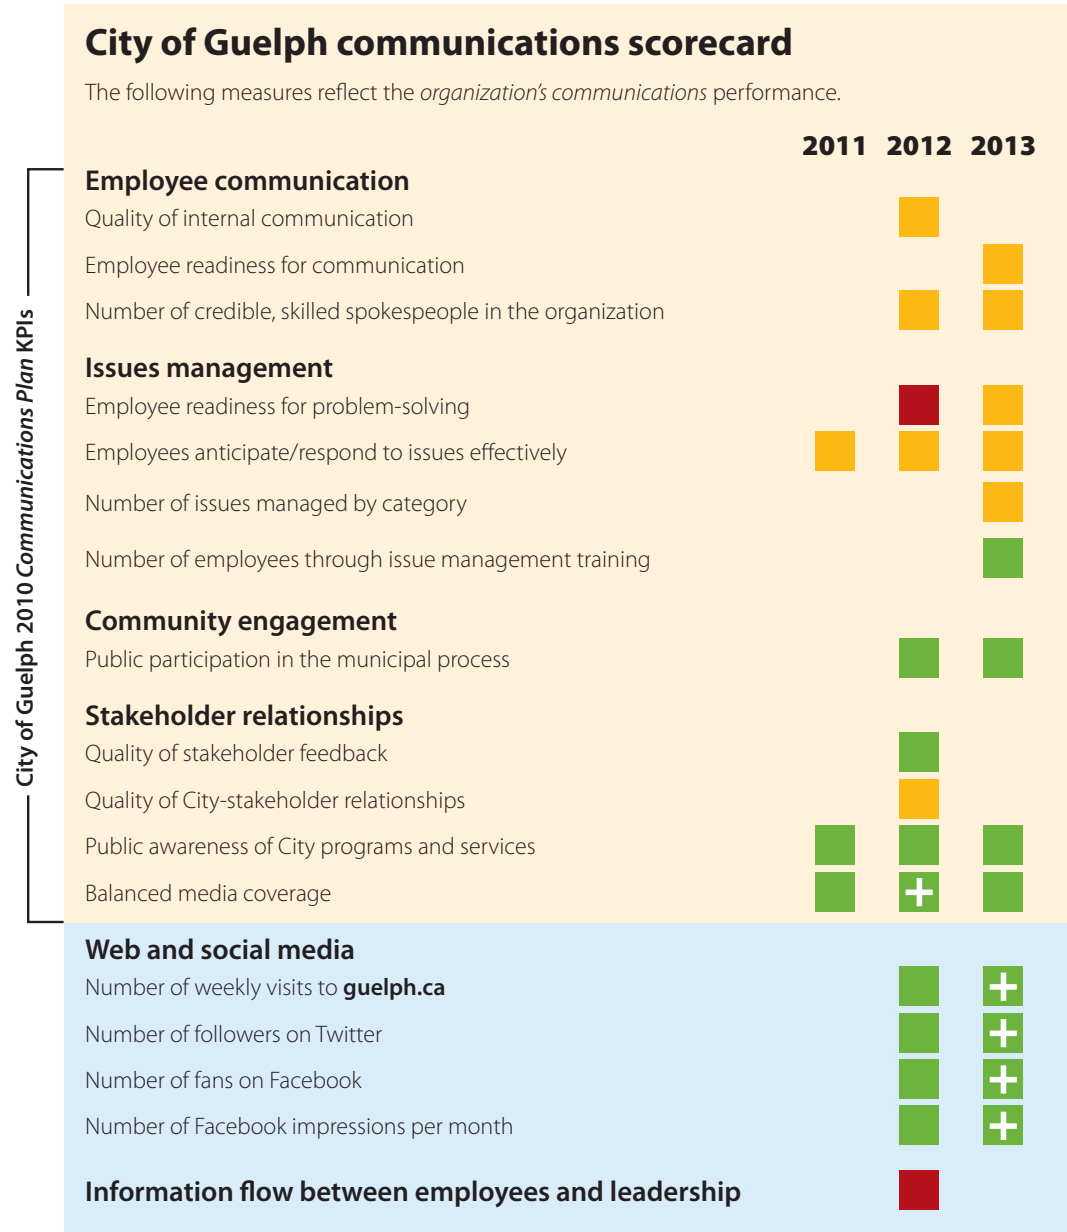 City of Guelph communications scorecard
The following measures reflect the organization's communications performance.
2011 2012 2013
City of Guelph 2010 Communications Plan KPIs
Employee communication
Quality of internal communication
Employee readiness for communication
Number of credible, skilled spokespeople in the organization
Issues management
Employee readiness for problem-solving
Employees anticipate/respond to issues effectively
Number of issues managed by category
Number of employees through issue management training
Community engagement
Public participation in the municipal process
Stakeholder relationships
Quality of stakeholder feedback
Quality of City-stakeholder relationships
Public awareness of City programs and services
Balanced media coverage
+
Web and social media
Number of weekly visits to guelph.ca
+
Number of followers on Twitter
+
Number of fans on Facebook
+
Number of Facebook impressions per month
+
Information flow between employees and leadership